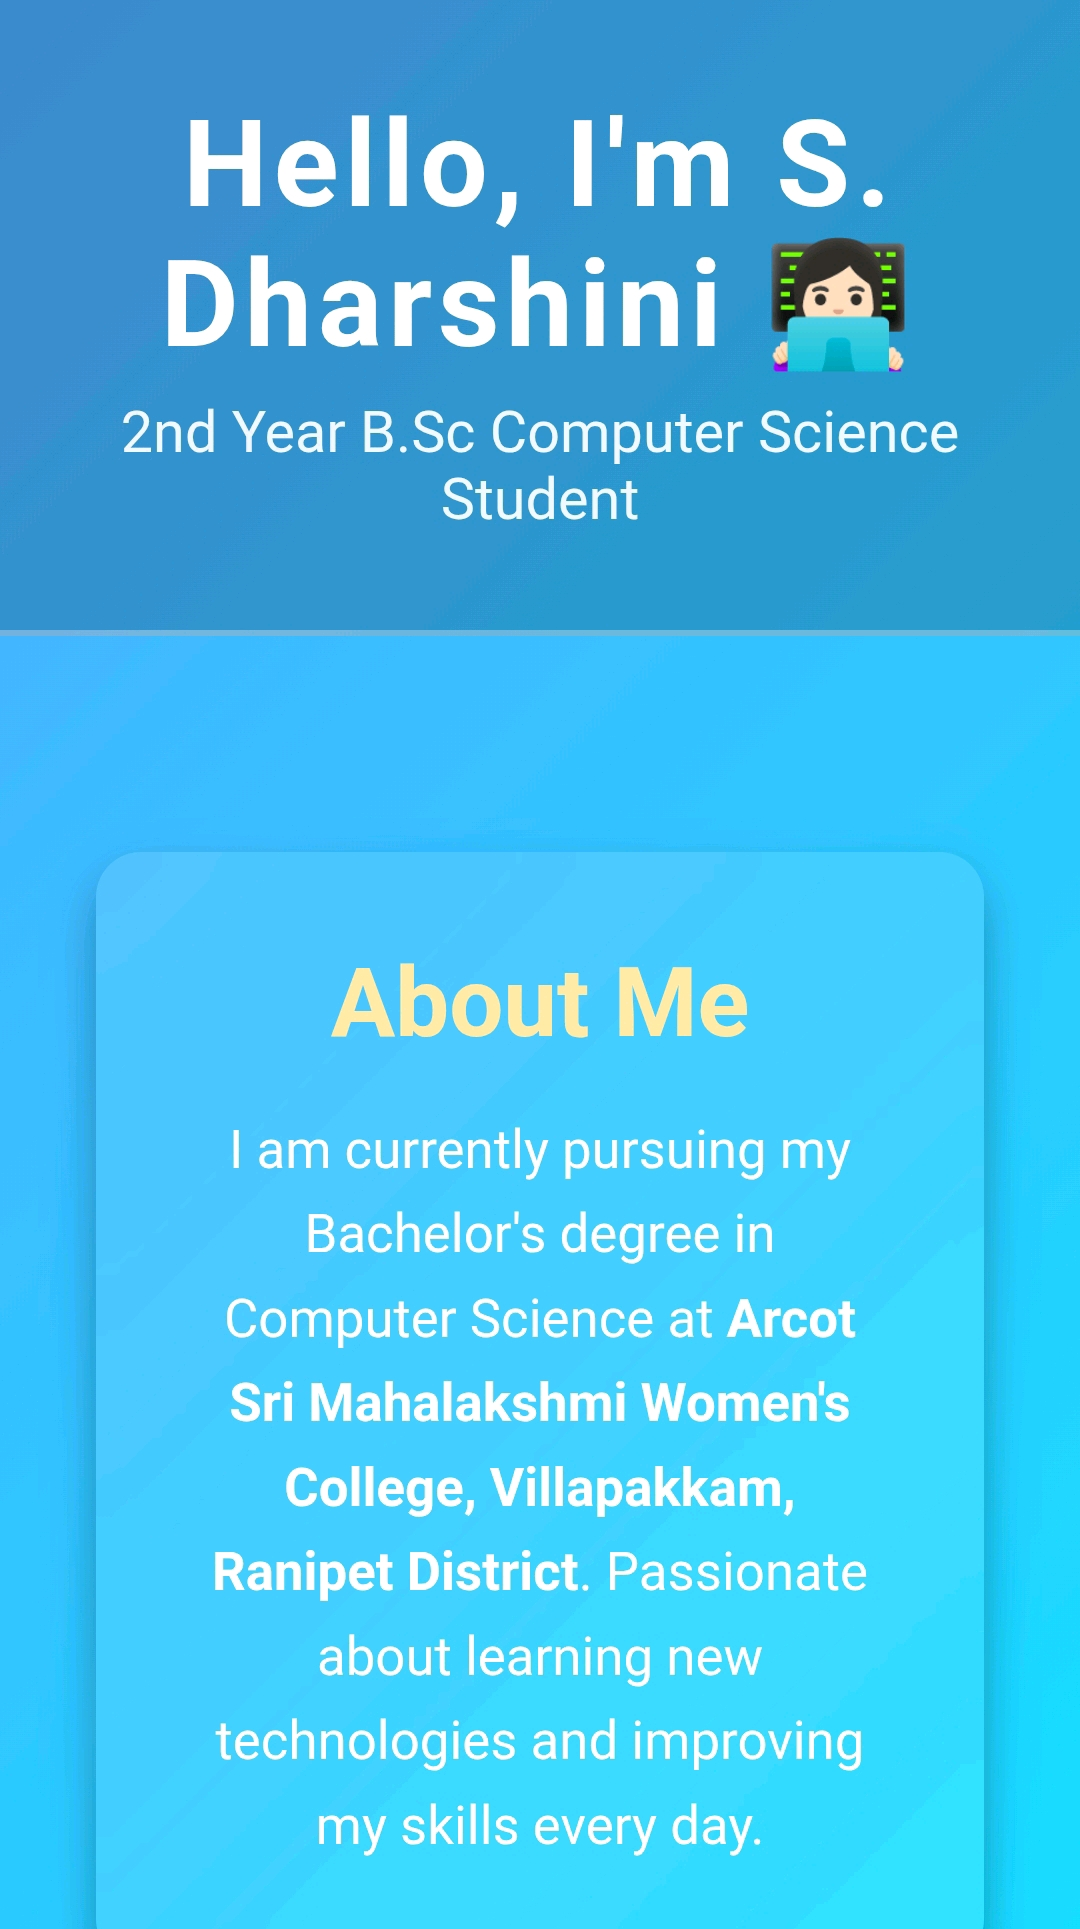 Hello, I'm S.
Dharshini 👩🏻‍💻
2nd Year B.Sc Computer Science
Student
About Me
I am currently pursuing my
Bachelor's degree in
Computer Science at Arcot
Sri Mahalakshmi Women's
College, Villapakkam,
Ranipet District. Passionate
about learning new
technologies and improving
my skills every day.